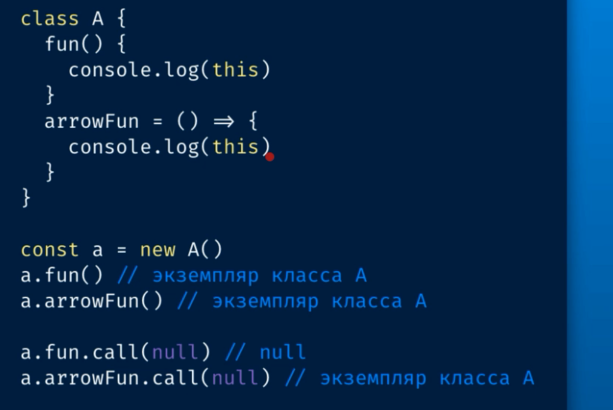 class A {
fun() {
console.log(this)
}
arrowFun = () => {
console.log(this)
}
}
const a = new A()
a.fun() // экземпляр класса A
a.arrowFun() // экземпляр класса A
a.fun.call(null) // null
a.arrowFun.call(null) // экземпляр класса A